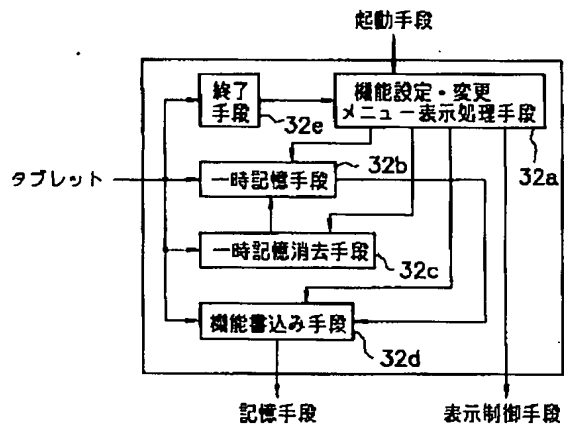 起動手段
終了
手段
32e
機能設定・変更
メニュー表示処理手段
32a
32b
タブレット
一時記憶手段
一時記憶消去手段
32c
機能書込み手段
32d
記憶手段
表示制御手段